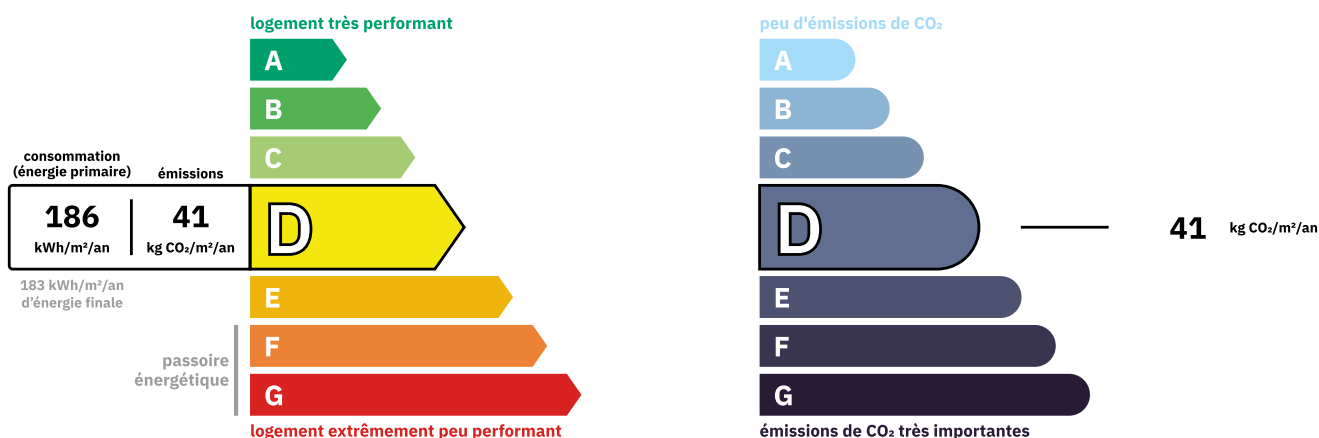 logement très performant
A
B
C
consommation
(énergie primaire)
émissions
186
kWh/m²/an
41
kg CO₂/m²/an
D
183 kWh/m²/an
d'énergie finale
E
F
passoire
énergétique
G
logement extrêmement peu performant
peu d'émissions de CO₂
A
B
C
D
41 kg CO₂/m²/an
E
F
G
émissions de CO₂ très importantes